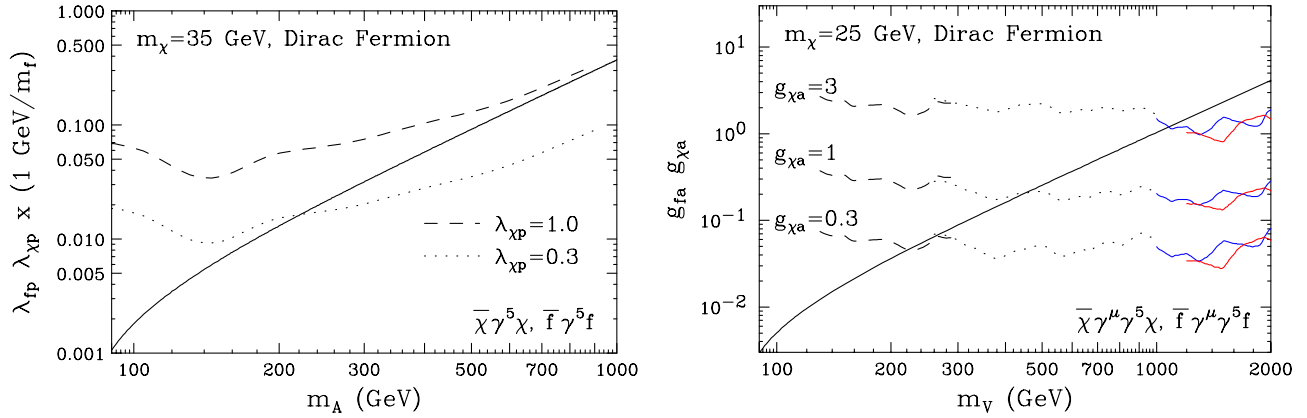 m_χ=35 GeV, Dirac Fermion
1.000
0.500
0.100
0.050
0.010
0.005
0.001
λ_fp λ_χp x (1 GeV/m_f)
λ_χp=1.0
λ_χp=0.3
χ̅γ⁵χ, f̅γ⁵f
100 200 300 500 700 1000
m_A (GeV)
m_χ=25 GeV, Dirac Fermion
10¹
10⁰
10⁻¹
10⁻²
g_fa g_χa
g_χa=3
g_χa=1
g_χa=0.3
χ̅γ^μγ⁵χ, f̅γ^μγ⁵f
100 200 300 500 700 1000 2000
m_V (GeV)